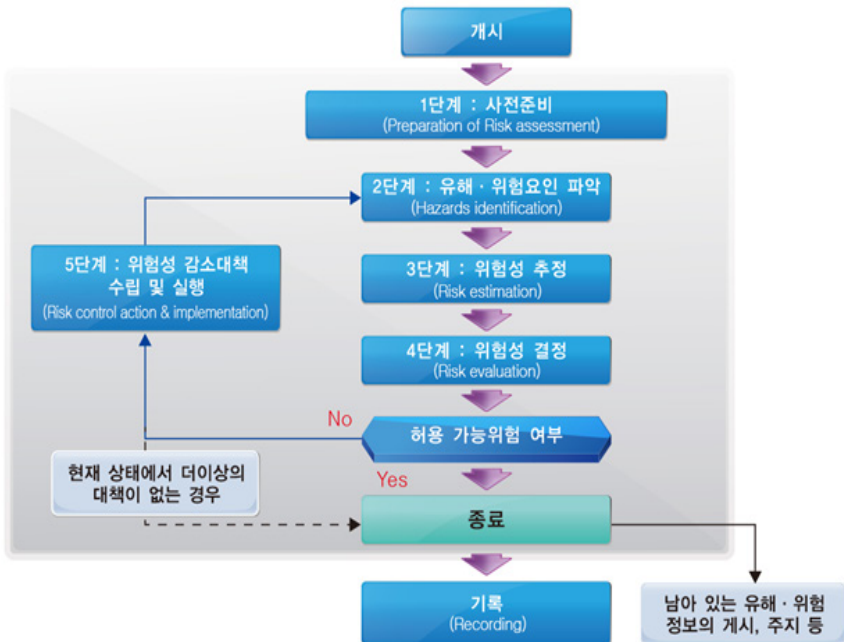 개시
1단계 : 사전준비
(Preparation of Risk assessment)
2단계 : 유해 · 위험요인 파악
(Hazards identification)
5단계 : 위험성 감소대책
수립 및 실행
(Risk control action & implementation)
3단계 : 위험성 추정
(Risk estimation)
4단계 : 위험성 결정
(Risk evaluation)
No
허용 가능위험 여부
현재 상태에서 더이상의
대책이 없는 경우
Yes
종료
기록
(Recording)
남아 있는 유해 · 위험
정보의 게시, 주지 등